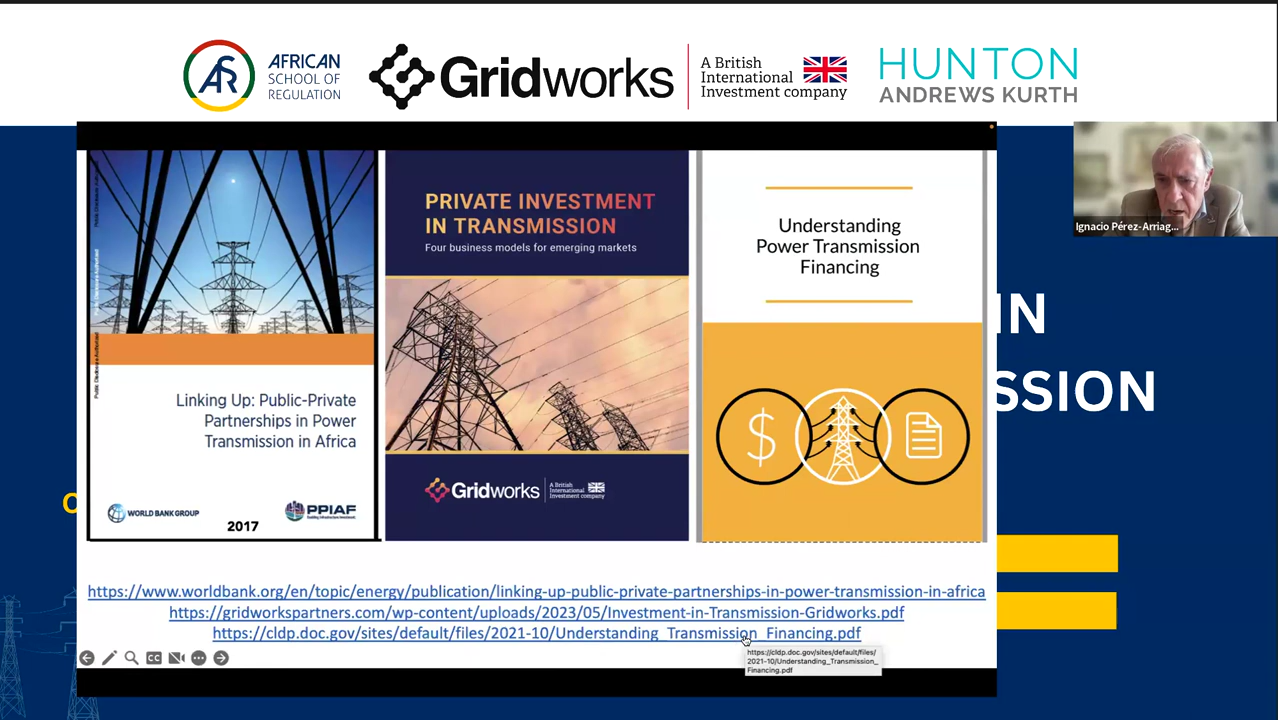 AFRICAN
SCHOOL OF
REGULATION
Gridworks
A British
International
Investment company
HUNTON
ANDREWS KURTH
Ignacio Pérez-Arriag...
Linking Up: Public-Private
Partnerships in Power
Transmission in Africa
WORLD BANK GROUP
2017
PPIAF
PRIVATE INVESTMENT
IN TRANSMISSION
Four business models for emerging markets
Gridworks
A British
International
Investment company
Understanding
Power Transmission
Financing
$
IN
SSION
O
https://www.worldbank.org/en/topic/energy/publication/linking-up-public-private-partnerships-in-power-transmission-in-africa
https://gridworkspartners.com/wp-content/uploads/2023/05/Investment-in-Transmission-Gridworks.pdf
https://cldp.doc.gov/sites/default/files/2021-10/Understanding_Transmission_Financing.pdf
https://cldp.doc.gov/sites/default/files/
2021-10/Understanding_Transmission_
Financing.pdf